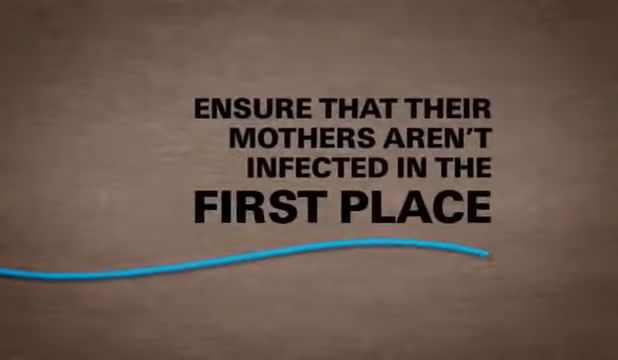 ENSURE THAT THEIR
MOTHERS AREN'T
INFECTED IN THE
FIRST PLACE